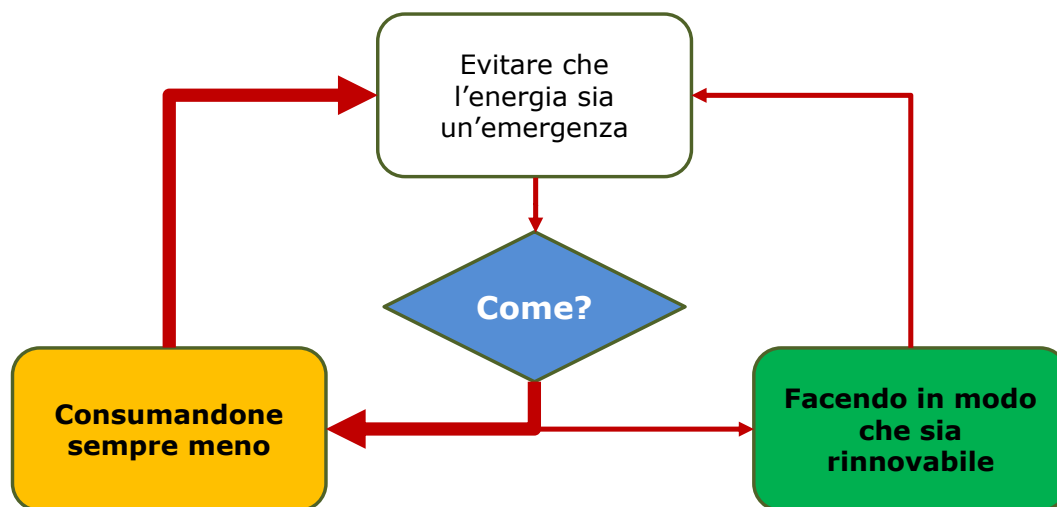 Evitare che
l’energia sia
un’emergenza
Come?
Consumandone
sempre meno
Facendo in modo
che sia
rinnovabile